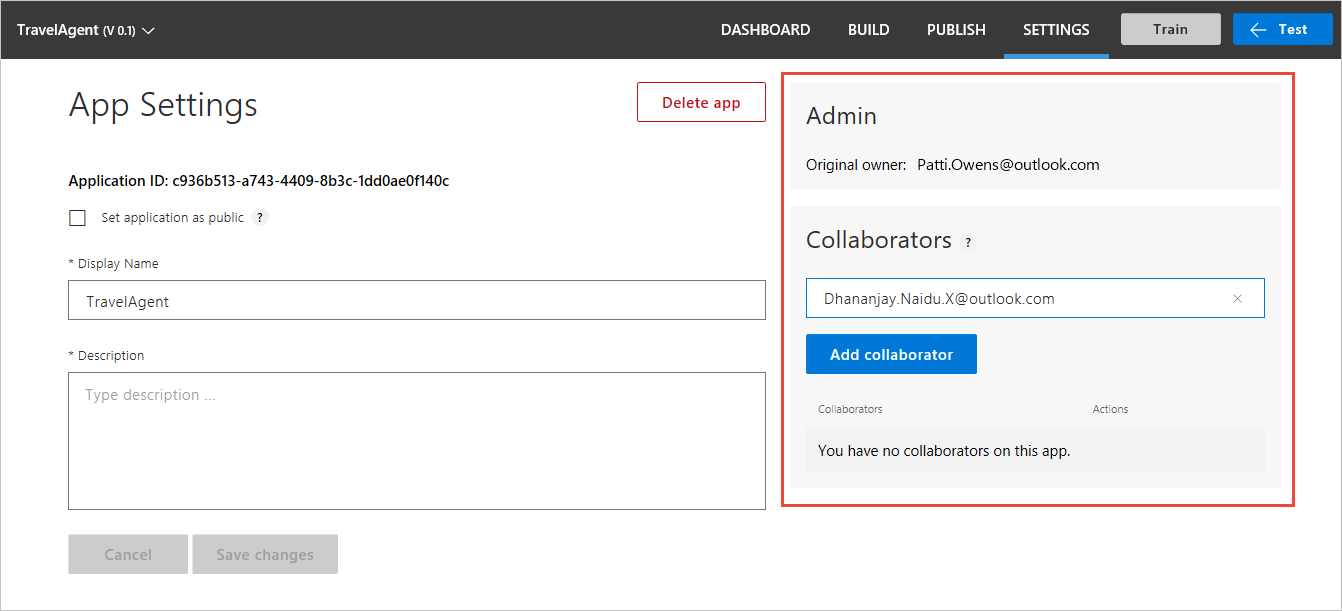 TravelAgent (V 0.1)
DASHBOARD
BUILD
PUBLISH
SETTINGS
Train
Test
App Settings
Delete app
Application ID: c936b513-a743-4409-8b3c-1dd0ae0f140c
Set application as public ?
* Display Name
TravelAgent
* Description
Type description ...
Cancel
Save changes
Admin
Original owner: Patti.Owens@outlook.com
Collaborators ?
Dhananjay.Naidu.X@outlook.com
Add collaborator
Collaborators
Actions
You have no collaborators on this app.